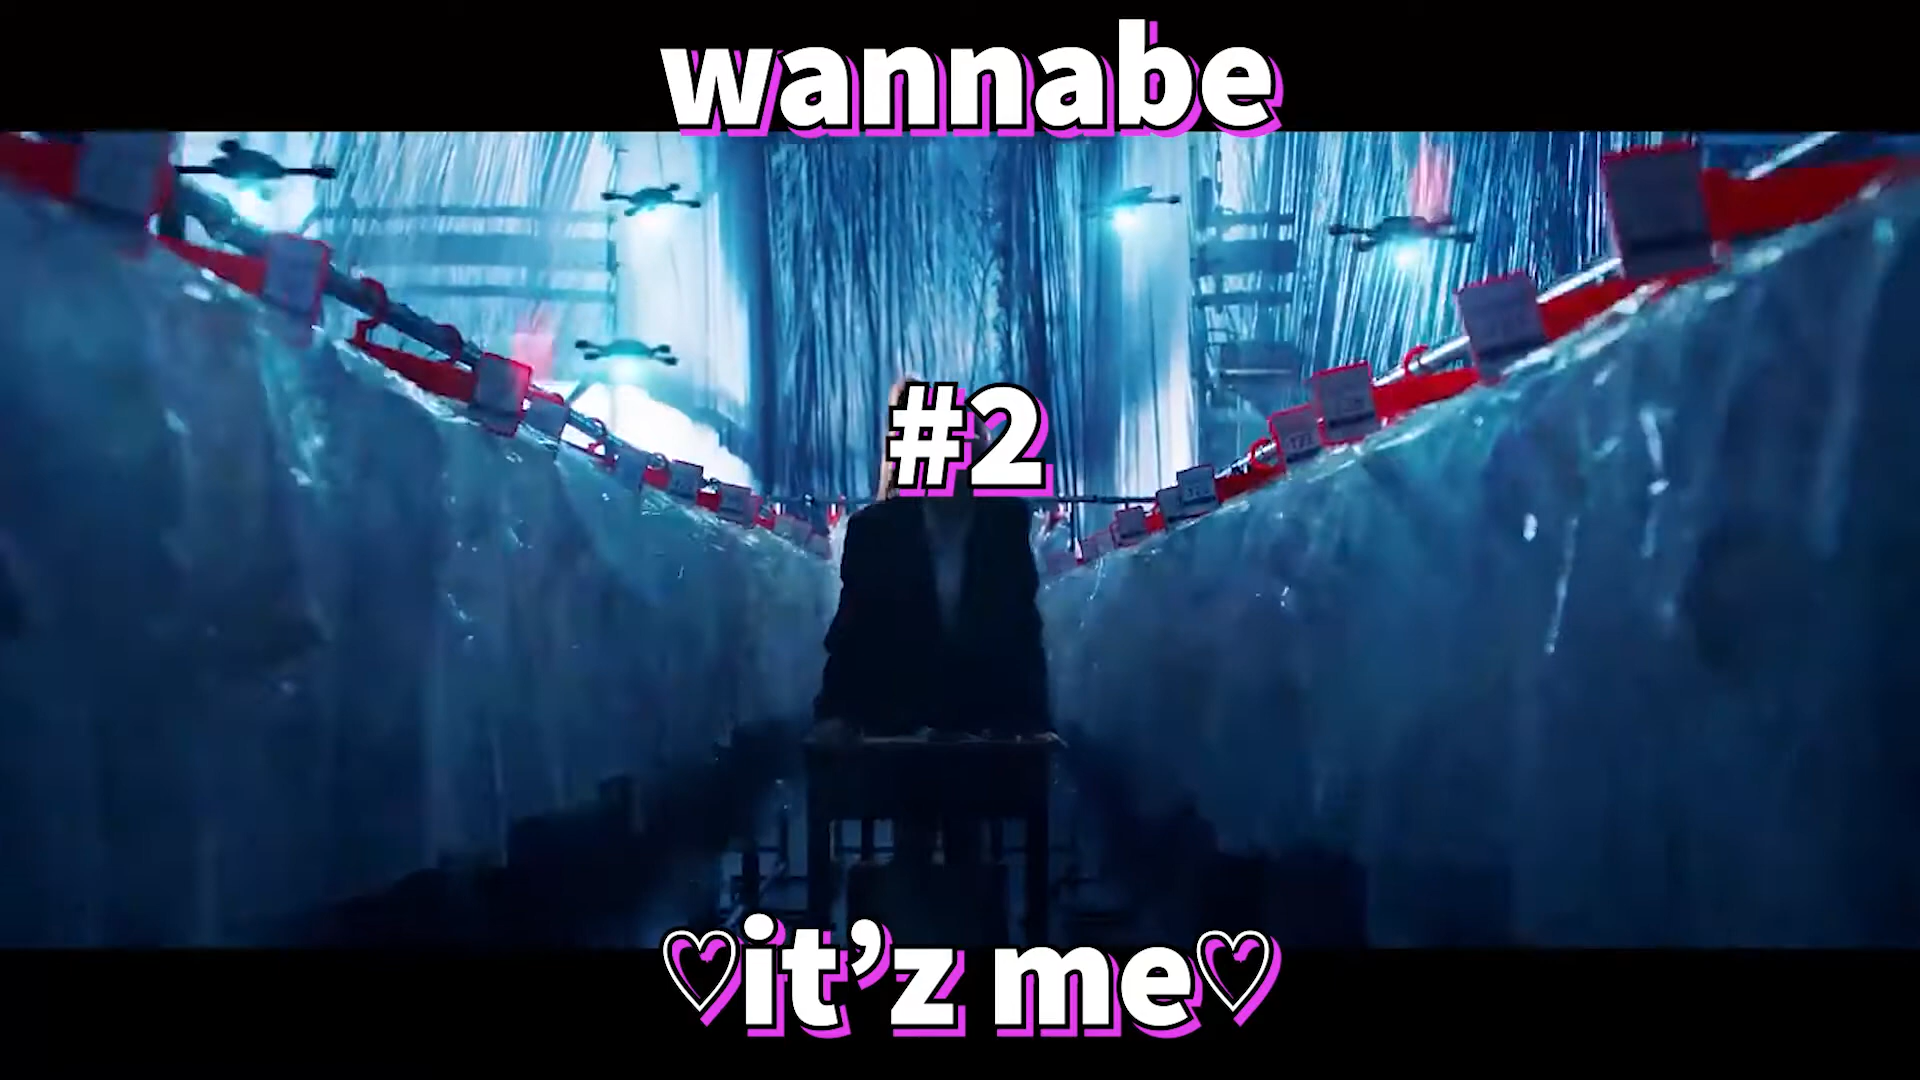 wannabe
#2
♡it’z me♡